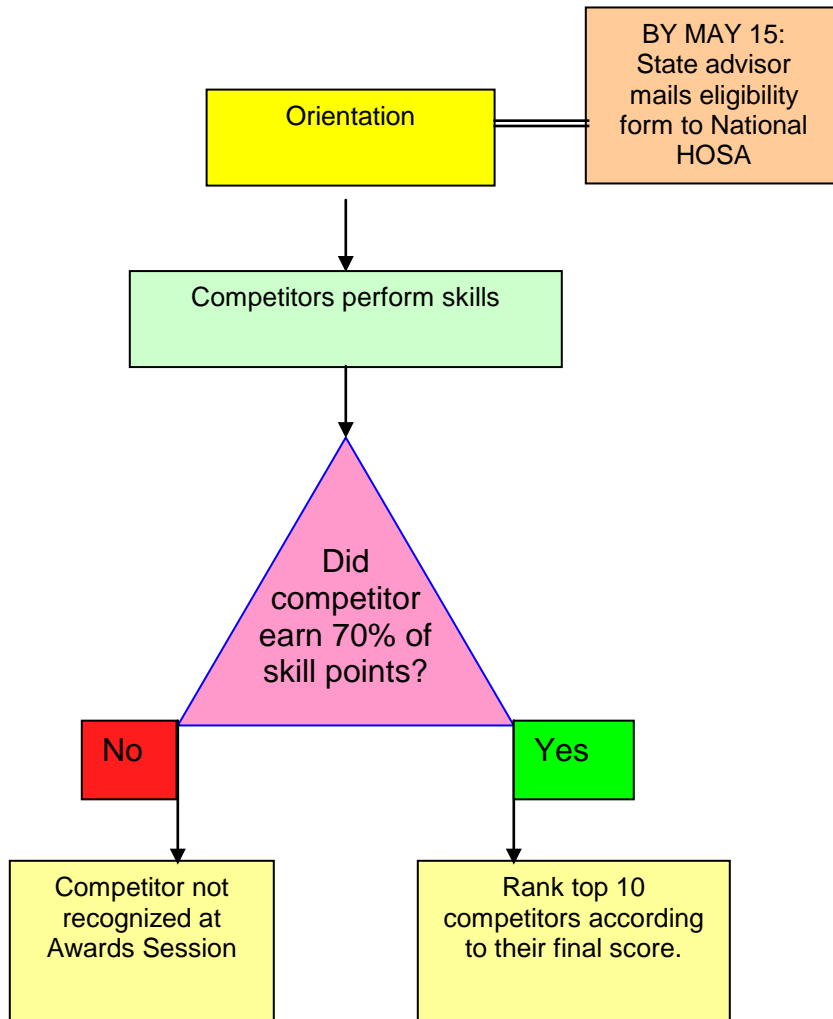 BY MAY 15:
State advisor
mails eligibility
form to National
HOSA
Orientation
Competitors perform skills
Did
competitor
earn 70% of
skill points?
No
Yes
Competitor not
recognized at
Awards Session
Rank top 10
competitors according
to their final score.